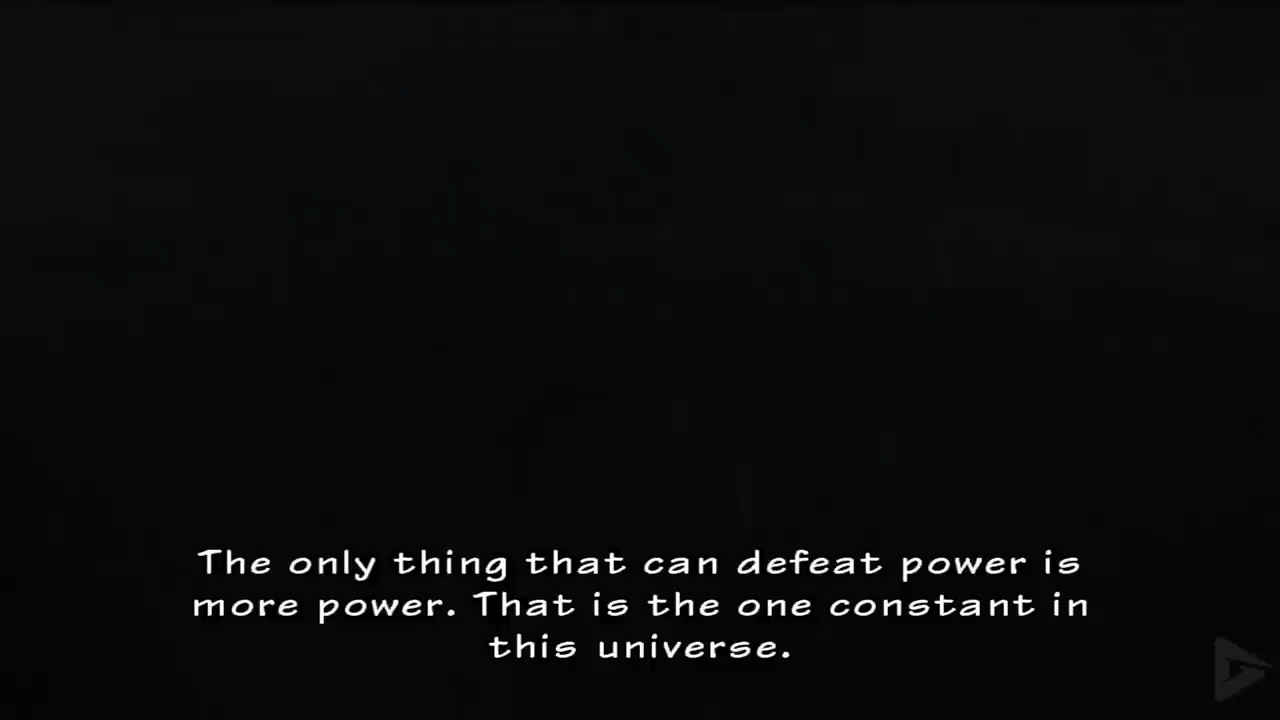 The only thing that can defeat power is
more power. That is the one constant in
this universe.